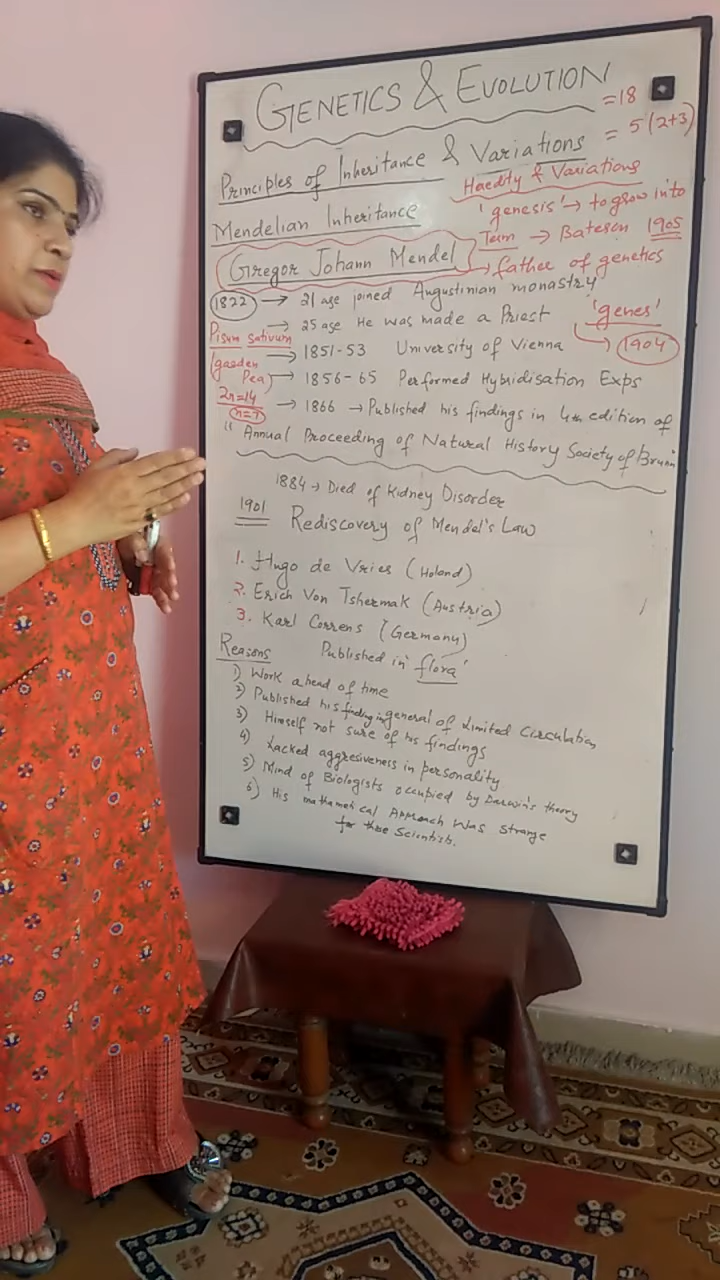 GENETICS & EVOLUTION
=18
Principles of Inheritance & Variations
= 5 (2+3)
Haedity & Variations
Mendelian Inheritance
'genesis' → to grow into
Term → Bateson 1905
Gregor Johann Mendel
→ father of genetics
1822 → 21 age joined Augustinian monastry
→ 25 age He was made a Priest
'genes'
→ 1904
Pisum sativum
(gaeden
Pea)
2n=14
n=7
→ 1851-53 University of Vienna
→ 1856-65 Performed Hybridisation Exps
→ 1866 → Published his findings in 4th edition of
" Annual Proceeding of Natural History Society of Brunn
1884 → Died of Kidney Disorder
1901 Rediscovery of Mendel's Law
1. Hugo de Vries (Holand)
2. Erich Von Tshermak (Austria)
3. Karl Correns (Germany)
Published in 'flora'
Reasons
1) Work ahead of time
2) Published his finding in general of Limited Circulation
3) Himself not sure of his findings
4) Lacked aggresiveness in personality
5) Mind of Biologists occupied by Darwin's theory
6) His mathametical Approach Was strange
for those Scientists.